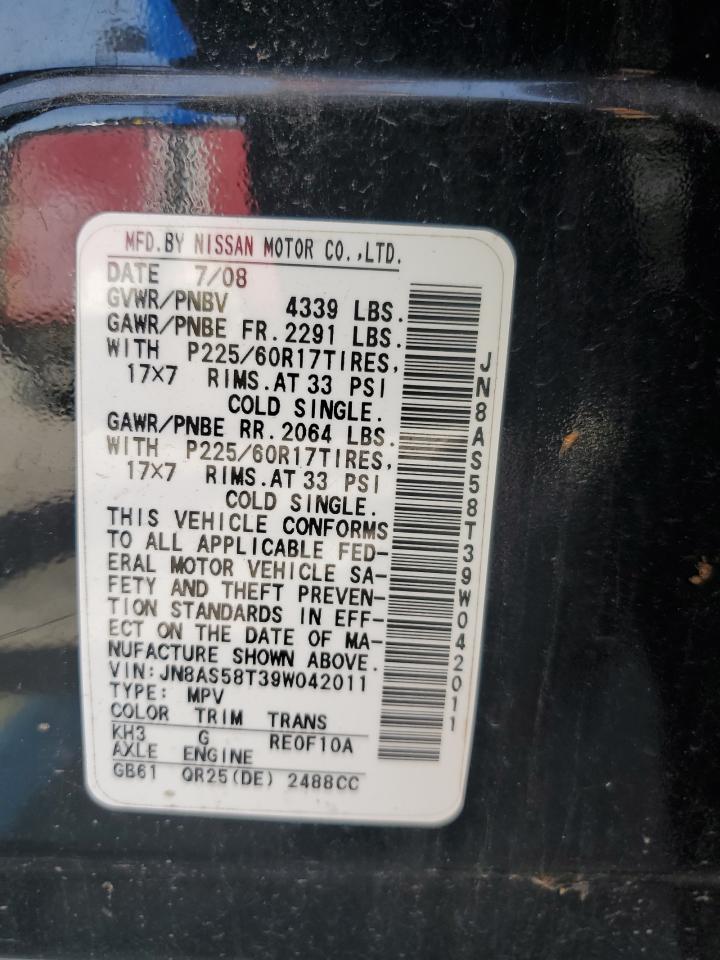 MFD.BY NISSAN MOTOR CO.,LTD.
DATE 7/08
GVWR/PNBV 4339 LBS.
GAWR/PNBE FR.2291 LBS.
WITH P225/60R17TIRES,
17X7 RIMS.AT 33 PSI
COLD SINGLE.
GAWR/PNBE RR.2064 LBS.
WITH P225/60R17TIRES,
17X7 RIMS.AT 33 PSI
COLD SINGLE.
THIS VEHICLE CONFORMS
TO ALL APPLICABLE FED-
ERAL MOTOR VEHICLE SA-
FETY AND THEFT PREVEN-
TION STANDARDS IN EFF-
ECT ON THE DATE OF MA-
NUFACTURE SHOWN ABOVE.
VIN:JN8AS58T39W042011
TYPE: MPV
COLOR TRIM TRANS
KH3 G RE0F10A
AXLE ENGINE
GB61 QR25(DE) 2488CC
JN8AS58T39W042011